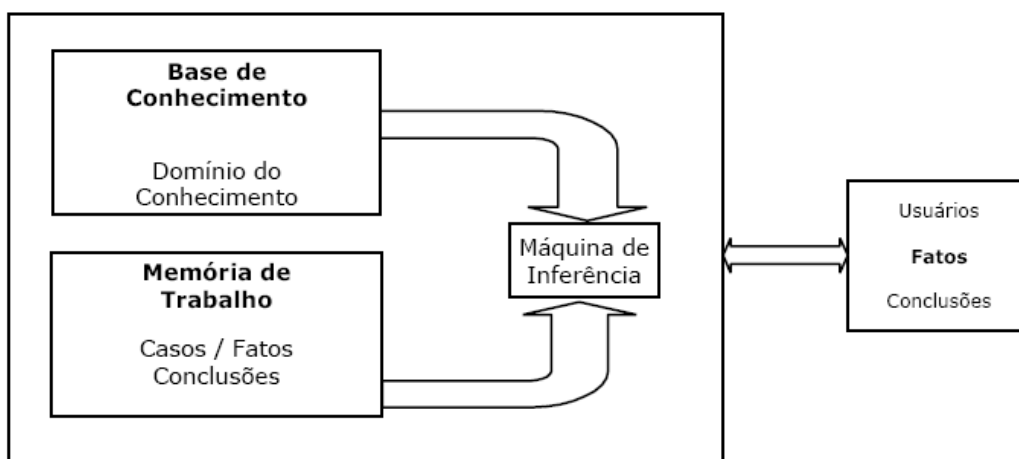 Base de
Conhecimento
Domínio do
Conhecimento
Memória de
Trabalho
Casos / Fatos
Conclusões
Máquina de
Inferência
Usuários
Fatos
Conclusões